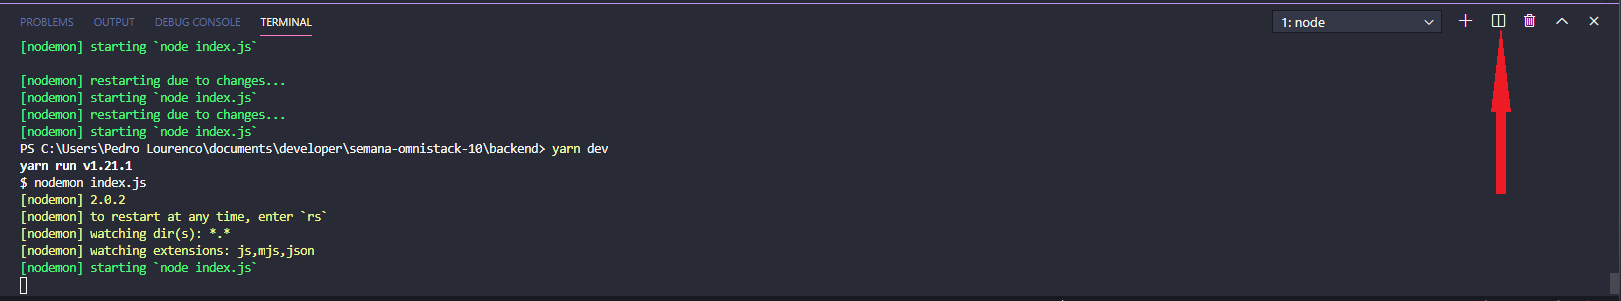 PROBLEMS OUTPUT DEBUG CONSOLE TERMINAL 1: node
[nodemon] starting `node index.js`
[nodemon] restarting due to changes...
[nodemon] starting `node index.js`
[nodemon] restarting due to changes...
[nodemon] starting `node index.js`
PS C:\Users\Pedro Lourenco\documents\developer\semana-omnistack-10\backend> yarn dev
yarn run v1.21.1
$ nodemon index.js
[nodemon] 2.0.2
[nodemon] to restart at any time, enter `rs`
[nodemon] watching dir(s): *.*
[nodemon] watching extensions: js,mjs,json
[nodemon] starting `node index.js`